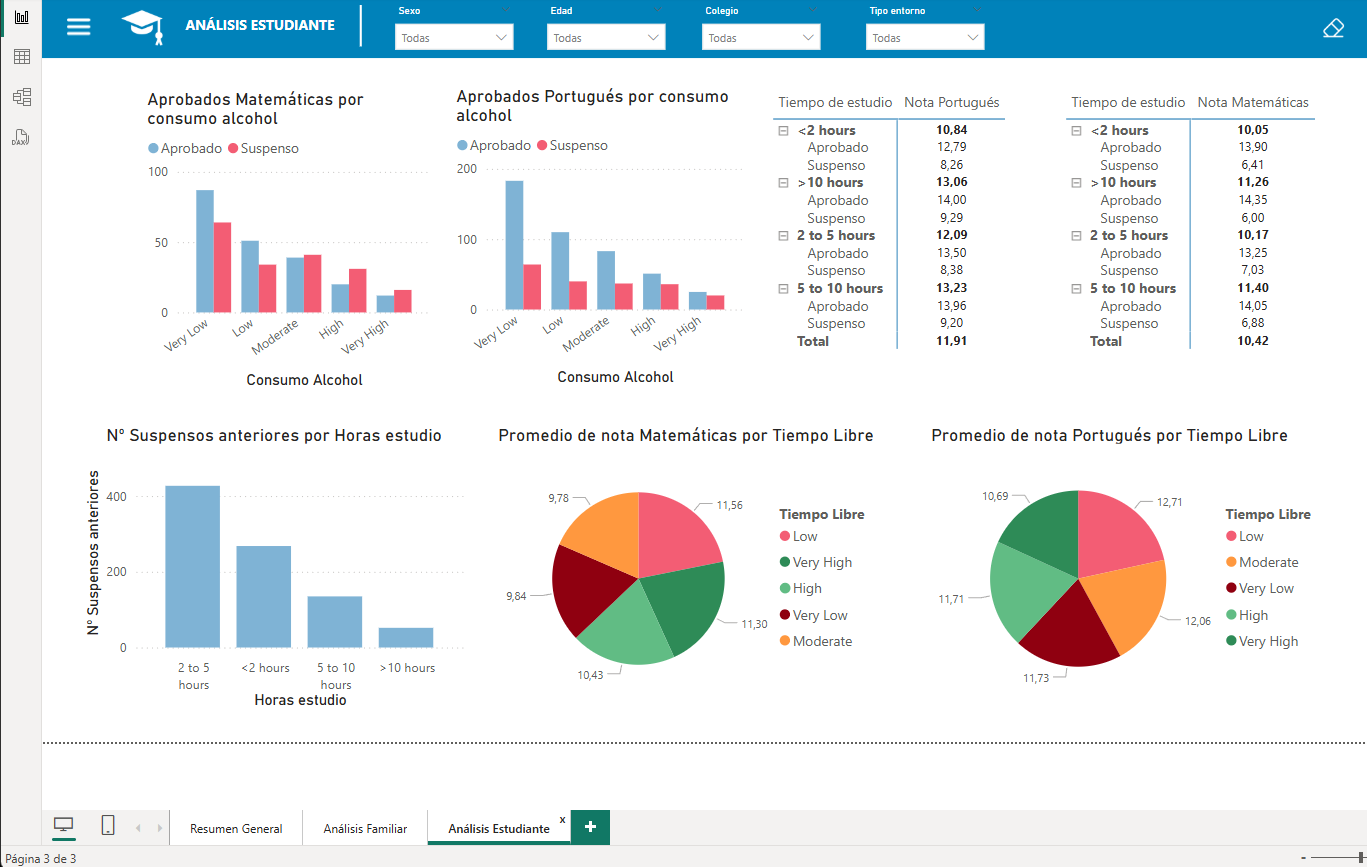 ANÁLISIS ESTUDIANTE
Sexo
Todas
Edad
Todas
Colegio
Todas
Tipo entorno
Todas
DAX
Aprobados Matemáticas por
consumo alcohol
Aprobado Suspenso
100
50
0
Very Low
Low
Moderate
High
Very High
Consumo Alcohol
Aprobados Portugués por consumo
alcohol
Aprobado Suspenso
200
100
0
Very Low
Low
Moderate
High
Very High
Consumo Alcohol
Tiempo de estudio Nota Portugués
<2 hours 10,84
Aprobado 12,79
Suspenso 8,26
>10 hours 13,06
Aprobado 14,00
Suspenso 9,29
2 to 5 hours 12,09
Aprobado 13,50
Suspenso 8,38
5 to 10 hours 13,23
Aprobado 13,96
Suspenso 9,20
Total 11,91
Tiempo de estudio Nota Matemáticas
<2 hours 10,05
Aprobado 13,90
Suspenso 6,41
>10 hours 11,26
Aprobado 14,35
Suspenso 6,00
2 to 5 hours 10,17
Aprobado 13,25
Suspenso 7,03
5 to 10 hours 11,40
Aprobado 14,05
Suspenso 6,88
Total 10,42
Nº Suspensos anteriores por Horas estudio
Nº Suspensos anteriores
400
200
0
2 to 5
hours
<2 hours
5 to 10
hours
>10 hours
Horas estudio
Promedio de nota Matemáticas por Tiempo Libre
9,78
11,56
9,84
11,30
10,43
Tiempo Libre
Low
Very High
High
Very Low
Moderate
Promedio de nota Portugués por Tiempo Libre
10,69
12,71
11,71
12,06
11,73
Tiempo Libre
Low
Moderate
Very Low
High
Very High
Resumen General
Análisis Familiar
Análisis Estudiante
x
+
Página 3 de 3
-